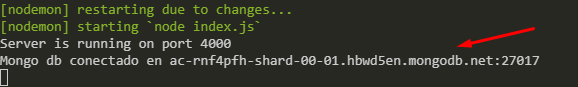 [nodemon] restarting due to changes...
[nodemon] starting `node index.js`
Server is running on port 4000
Mongo db conectado en ac-rnf4pfh-shard-00-01.hbwd5en.mongodb.net:27017